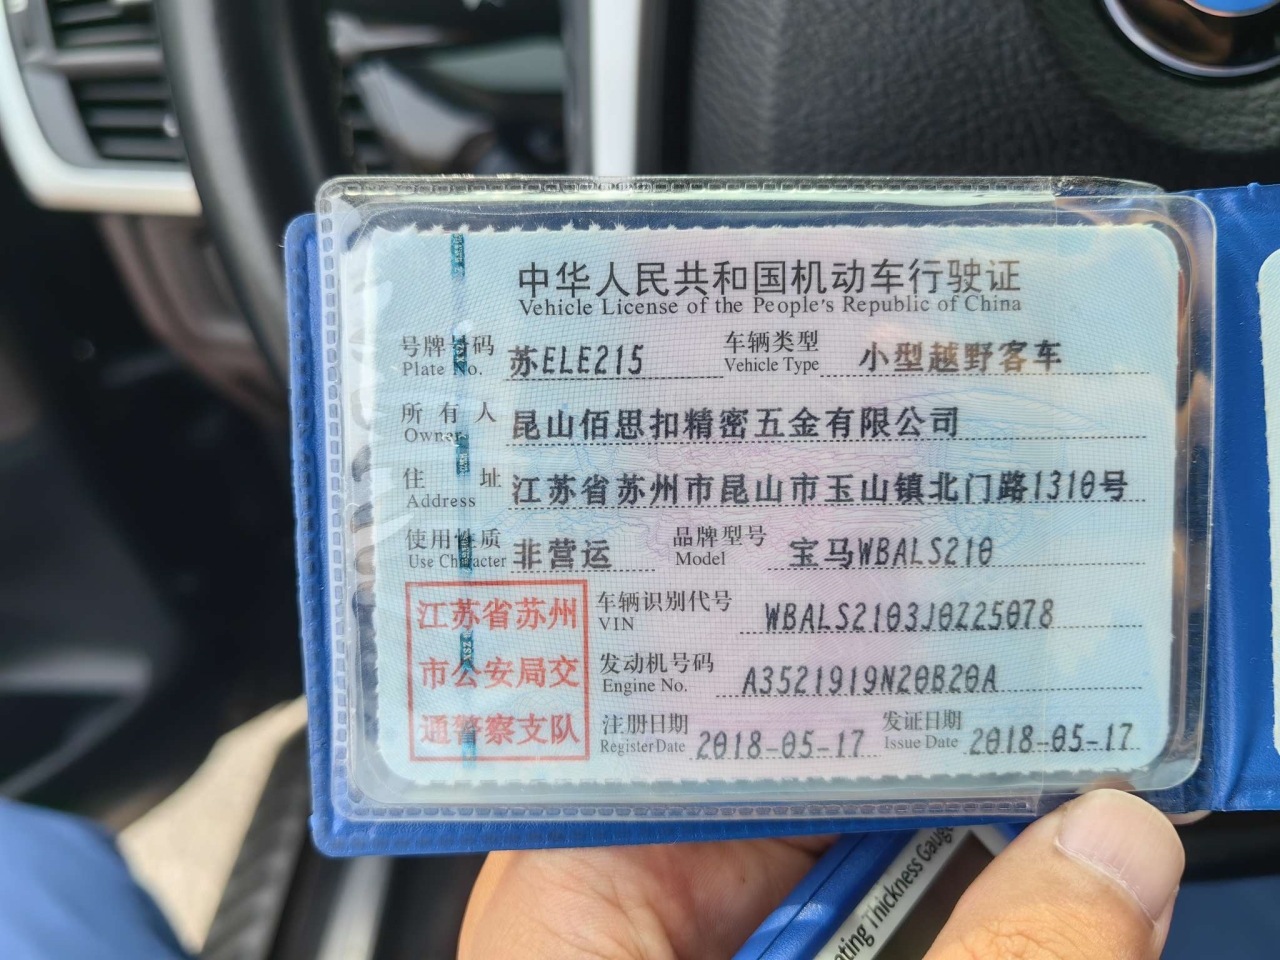 中华人民共和国机动车行驶证
Vehicle License of the People's Republic of China
号牌号码 苏ELE215 车辆类型 小型越野客车
Plate No. Vehicle Type
所有人 昆山佰思扣精密五金有限公司
Owner
住址 江苏省苏州市昆山市玉山镇北门路1310号
Address
使用性质 非营运 品牌型号 宝马WBALS210
Use Character Model
江苏省苏州
市公安局交
通警察支队
车辆识别代号 WBALS2103J0Z25078
VIN
发动机号码 A3521919N20B20A
Engine No.
注册日期 2018-05-17 发证日期 2018-05-17
Register Date Issue Date
Thickness Gauge